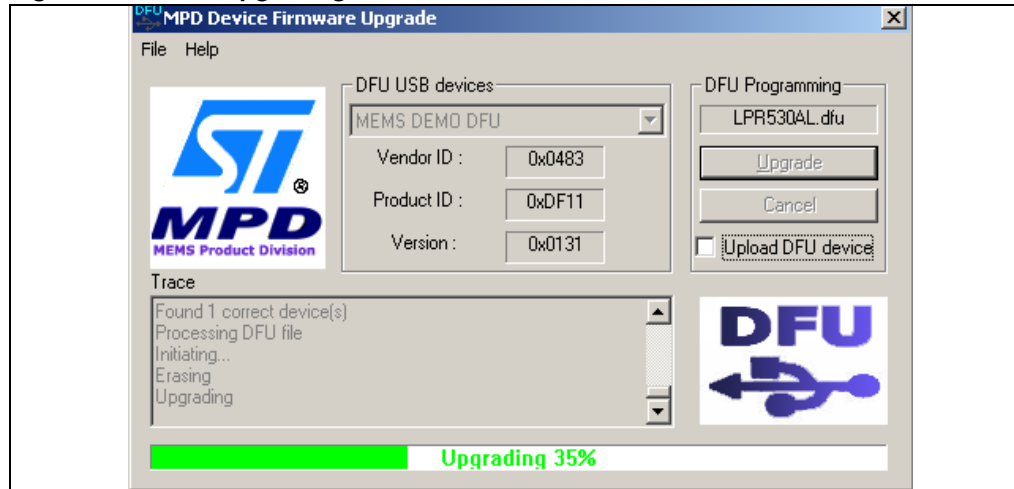 DFU MPD Device Firmware Upgrade
File Help
DFU USB devices
MEMS DEMO DFU
Vendor ID : 0x0483
Product ID : 0xDF11
Version : 0x0131
DFU Programming
LPR530AL.dfu
Upgrade
Cancel
Upload DFU device
ST ®
MPD
MEMS Product Division
Trace
Found 1 correct device(s)
Processing DFU file
Initiating...
Erasing
Upgrading
DFU
Upgrading 35%